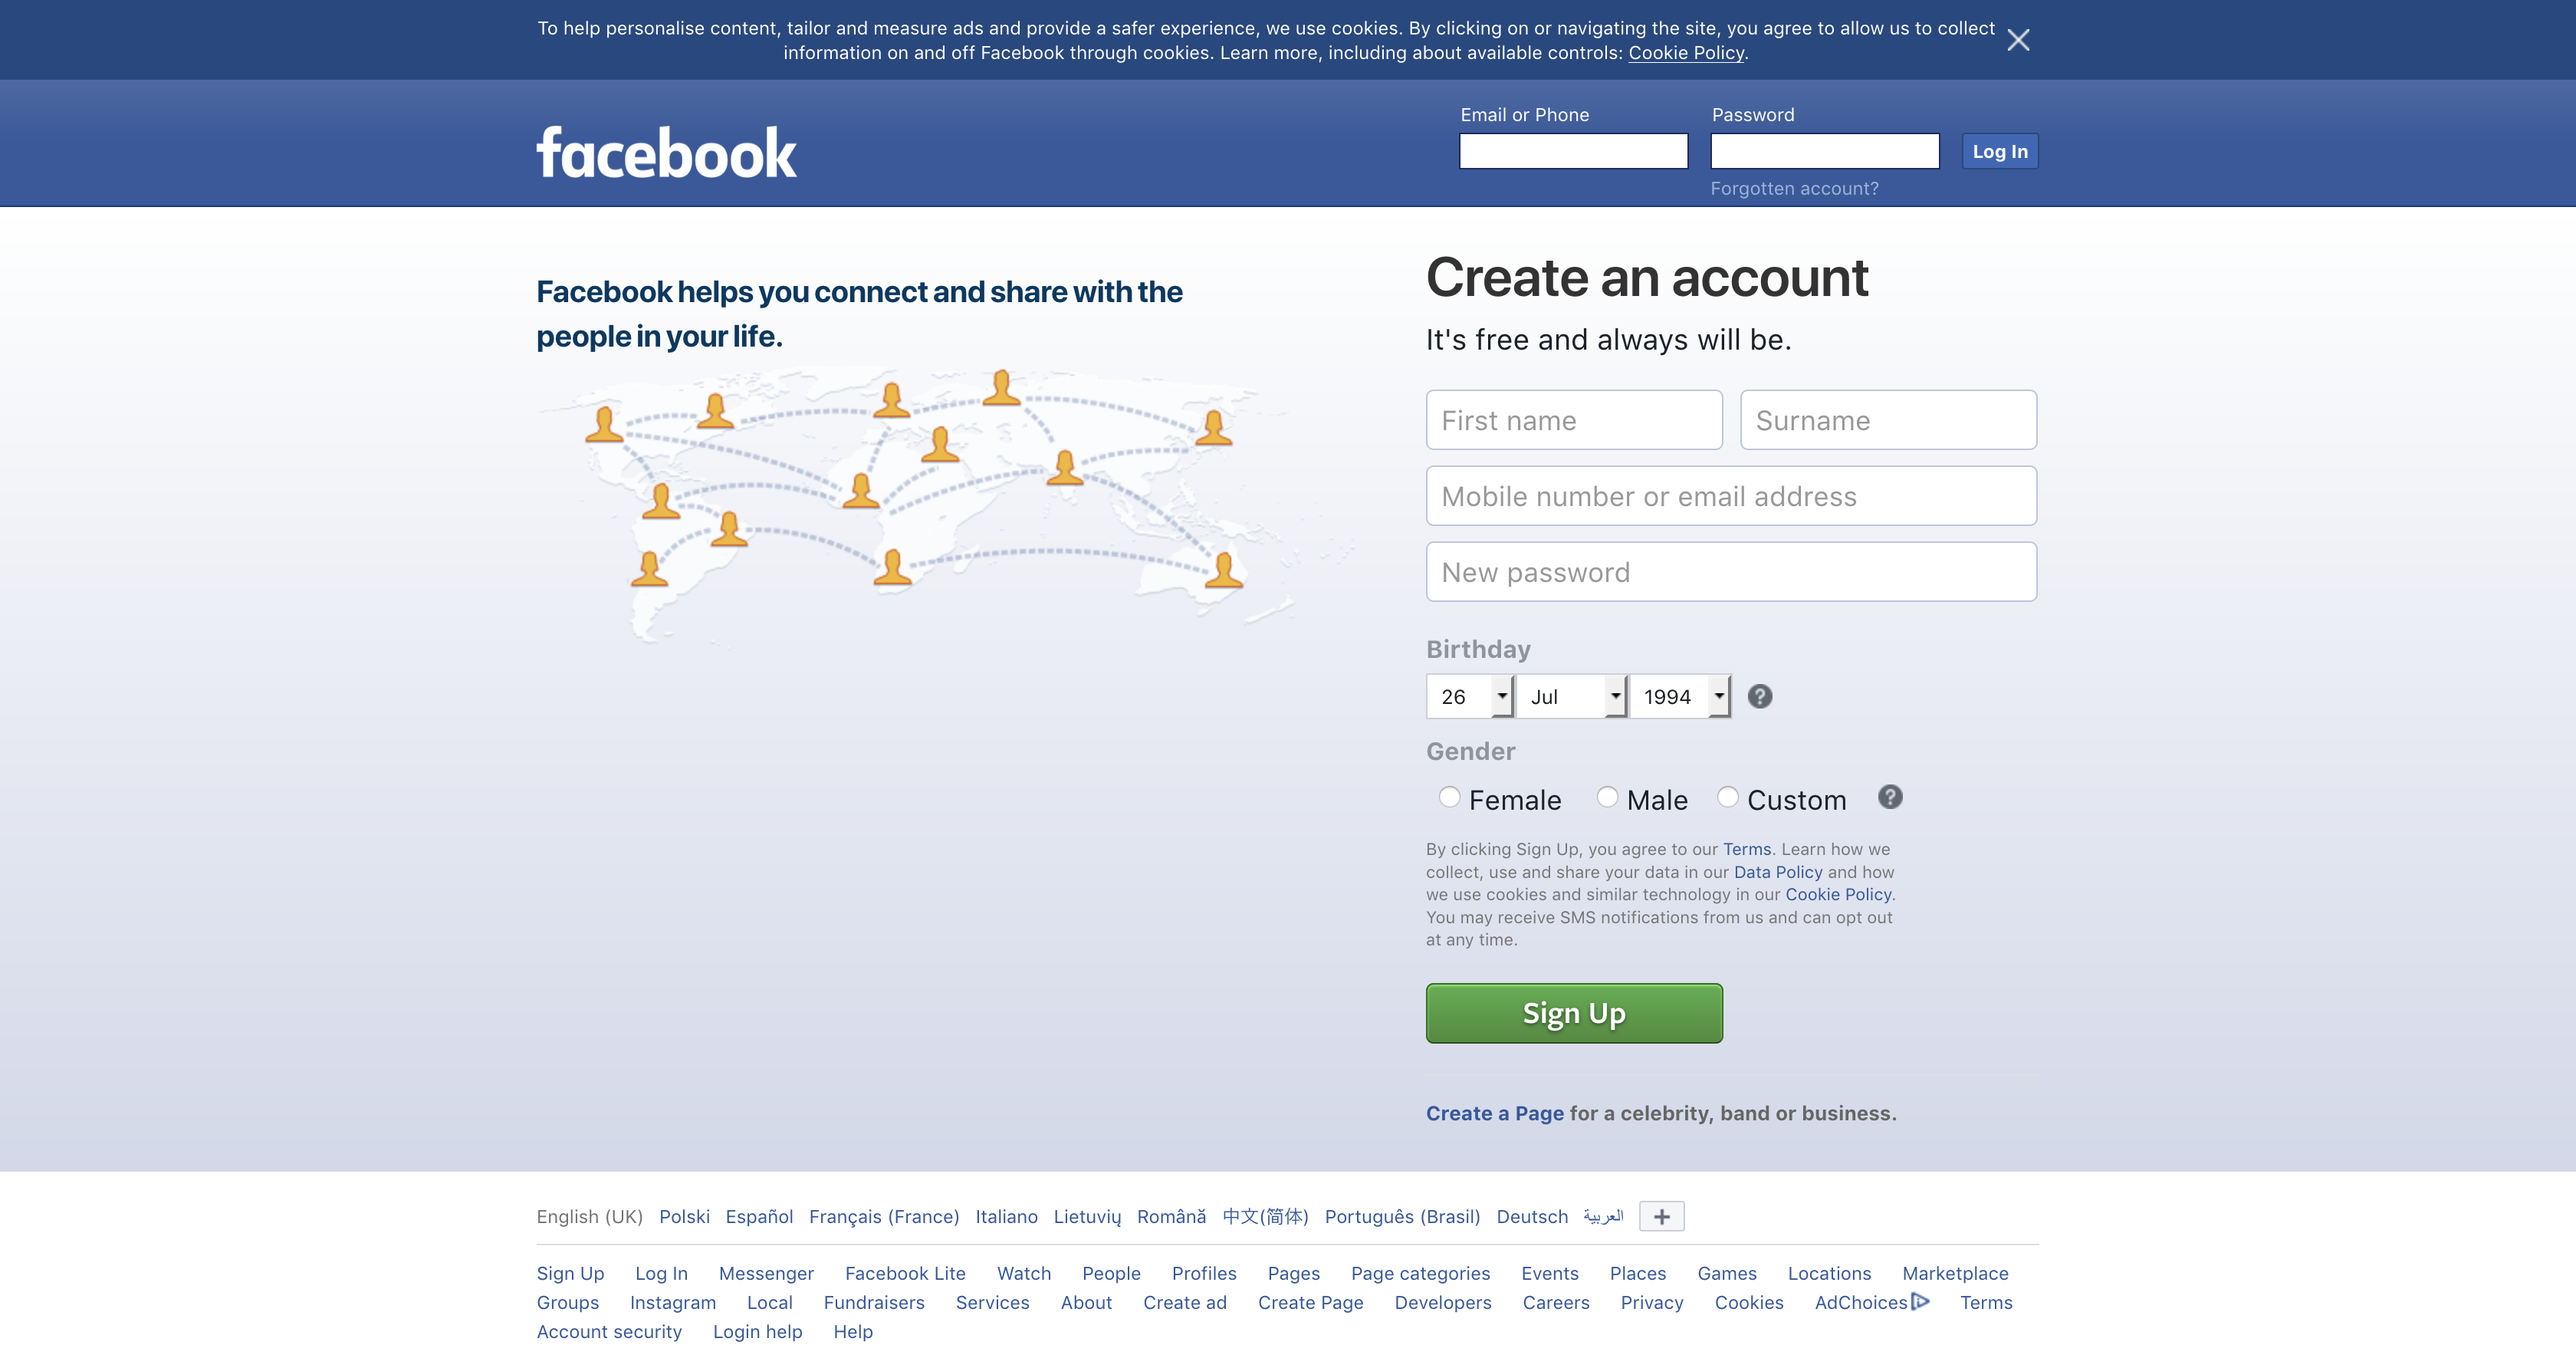 To help personalise content, tailor and measure ads and provide a safer experience, we use cookies. By clicking on or navigating the site, you agree to allow us to collect
information on and off Facebook through cookies. Learn more, including about available controls: Cookie Policy.
facebook
Email or Phone
Password
Log In
Forgotten account?
Facebook helps you connect and share with the
people in your life.
Create an account
It's free and always will be.
First name
Surname
Mobile number or email address
New password
Birthday
26 Jul 1994 ?
Gender
Female Male Custom ?
By clicking Sign Up, you agree to our Terms. Learn how we
collect, use and share your data in our Data Policy and how
we use cookies and similar technology in our Cookie Policy.
You may receive SMS notifications from us and can opt out
at any time.
Sign Up
Create a Page for a celebrity, band or business.
English (UK) Polski Español Français (France) Italiano Lietuvių Română 中文(简体) Português (Brasil) Deutsch العربية +
Sign Up Log In Messenger Facebook Lite Watch People Profiles Pages Page categories Events Places Games Locations Marketplace
Groups Instagram Local Fundraisers Services About Create ad Create Page Developers Careers Privacy Cookies AdChoices Terms
Account security Login help Help